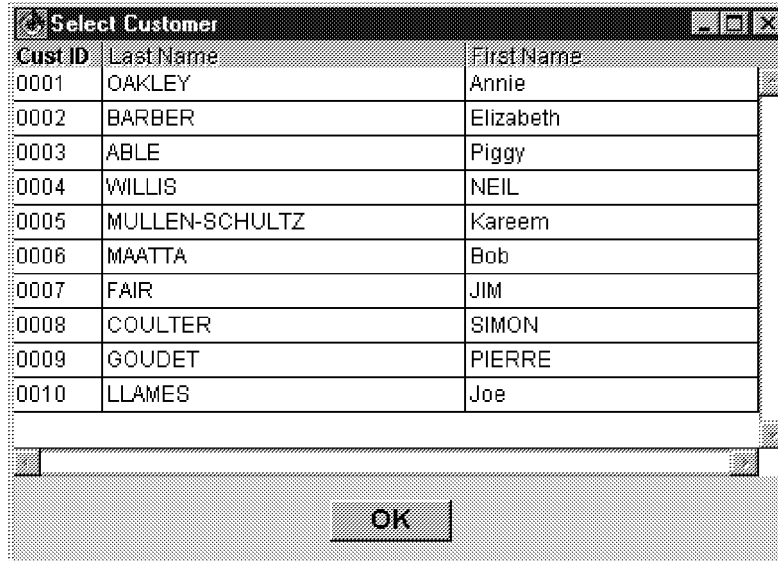 Select Customer
Cust ID Last Name First Name
0001 OAKLEY Annie
0002 BARBER Elizabeth
0003 ABLE Piggy
0004 WILLIS NEIL
0005 MULLEN-SCHULTZ Kareem
0006 MAATTA Bob
0007 FAIR JIM
0008 COULTER SIMON
0009 GOUDET PIERRE
0010 LLAMES Joe
OK